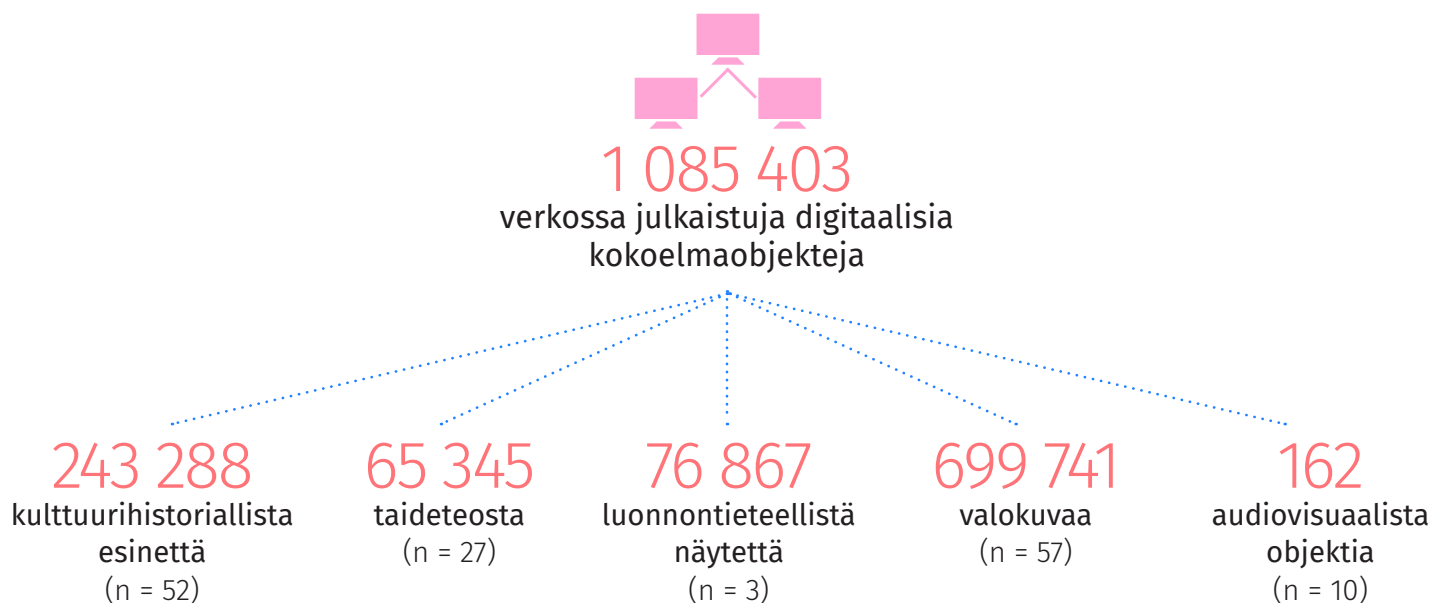 1 085 403
verkossa julkaistuja digitaalisia
kokoelmaobjekteja
243 288
kulttuurihistoriallista
esinettä
(n = 52)
65 345
taideteosta
(n = 27)
76 867
luonnontieteellistä
näytettä
(n = 3)
699 741
valokuvaa
(n = 57)
162
audiovisuaalista
objektia
(n = 10)